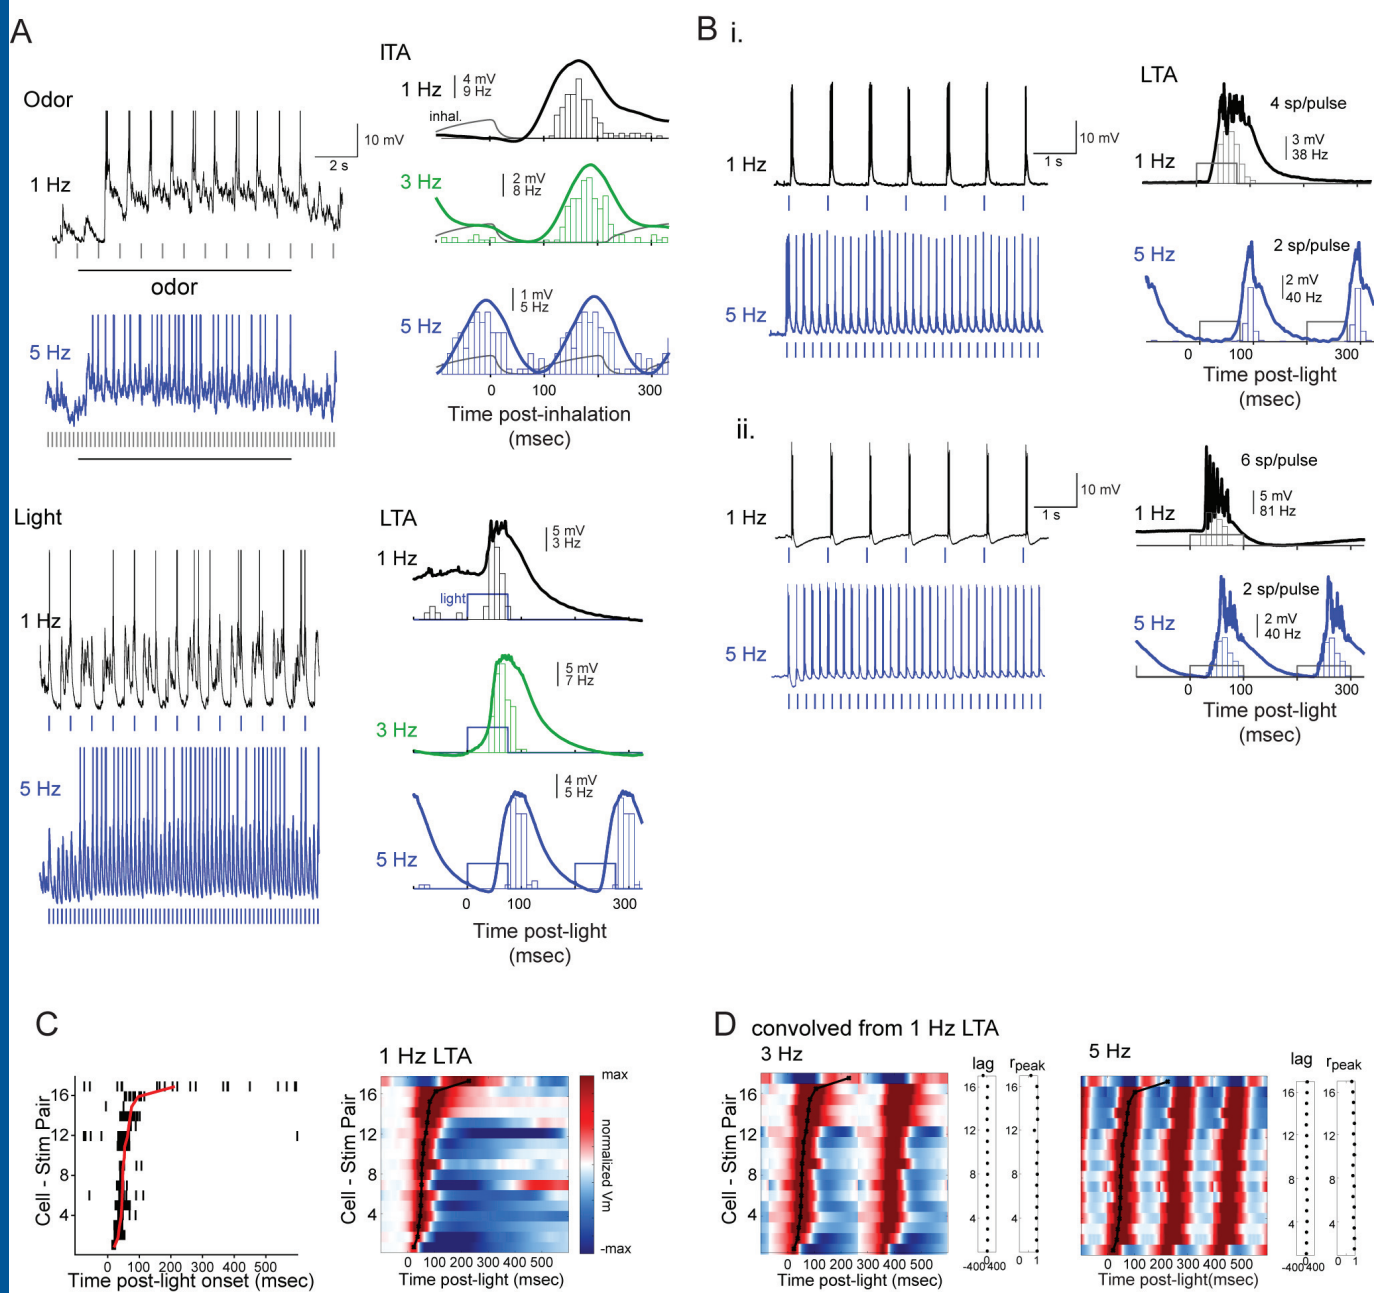 A
Odor
1 Hz
10 mV
2 s
odor
5 Hz
ITA
1 Hz
4 mV
9 Hz
inhal.
3 Hz
2 mV
8 Hz
5 Hz
1 mV
5 Hz
0
100
300
Time post-inhalation
(msec)
Light
1 Hz
5 Hz
LTA
1 Hz
5 mV
3 Hz
light
3 Hz
5 mV
7 Hz
5 Hz
4 mV
5 Hz
0
100
300
Time post-light
(msec)
B
i.
1 Hz
10 mV
1 s
5 Hz
LTA
4 sp/pulse
1 Hz
3 mV
38 Hz
5 Hz
2 sp/pulse
2 mV
40 Hz
0
100
300
Time post-light
(msec)
ii.
1 Hz
10 mV
1 s
5 Hz
6 sp/pulse
1 Hz
5 mV
81 Hz
2 sp/pulse
5 Hz
2 mV
40 Hz
0
100
300
Time post-light
(msec)
C
Cell - Stim Pair
16
12
8
4
0 100 200 300 400 500
Time post-light onset (msec)
1 Hz LTA
Cell - Stim Pair
16
12
8
4
0 100 200 300 400 500
Time post-light (msec)
max
normalized Vm
-max
D
convolved from 1 Hz LTA
3 Hz
Cell - Stim Pair
16
12
8
4
0 100 200 300 400 500
Time post-light (msec)
lag
-400 400
rpeak
16
12
8
4
0 1
5 Hz
16
12
8
4
0 100 200 300 400 500
Time post-light(msec)
lag
-400 400
rpeak
16
12
8
4
0 1